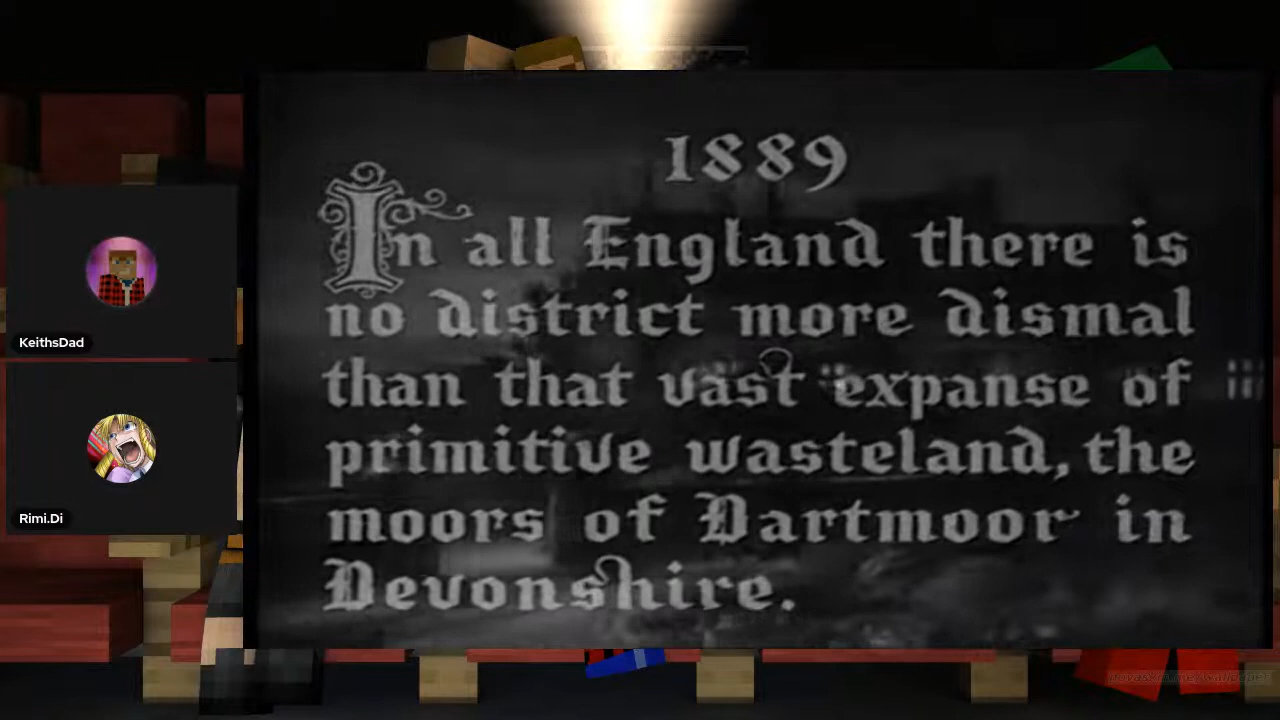 1889
In all England there is
no district more dismal
than that vast expanse of
primitive wasteland, the
moors of Dartmoor in
Devonshire.
KeithsDad
Rimi.Di